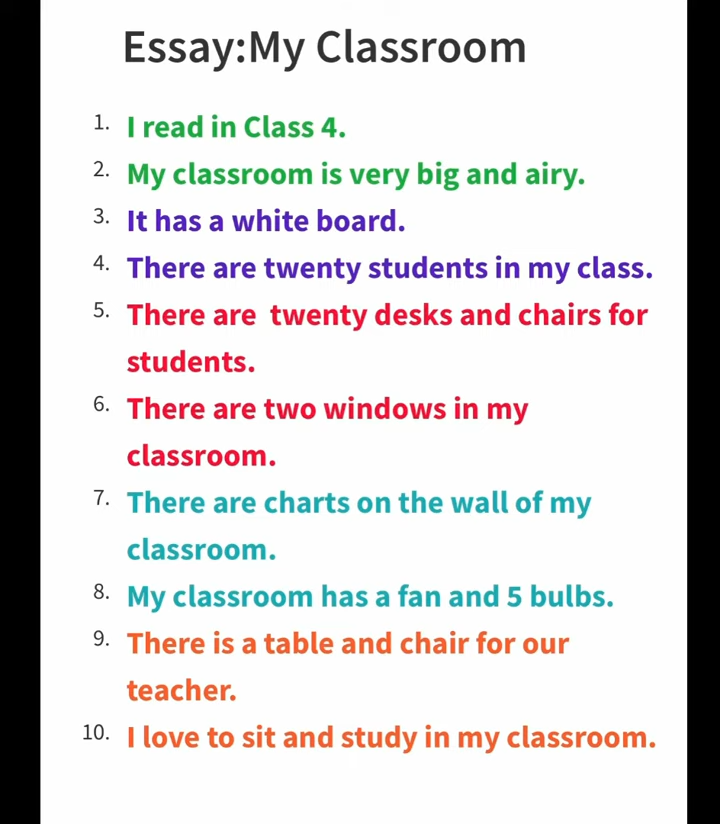 Essay:My Classroom
1. I read in Class 4.
2. My classroom is very big and airy.
3. It has a white board.
4. There are twenty students in my class.
5. There are twenty desks and chairs for
students.
6. There are two windows in my
classroom.
7. There are charts on the wall of my
classroom.
8. My classroom has a fan and 5 bulbs.
9. There is a table and chair for our
teacher.
10. I love to sit and study in my classroom.